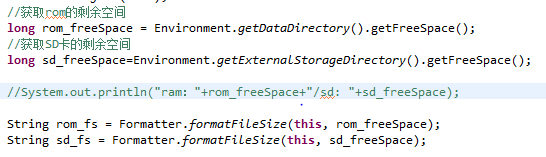 //获取rom的剩余空间
long rom_freeSpace = Environment.getDataDirectory().getFreeSpace();
//获取SD卡的剩余空间
long sd_freeSpace=Environment.getExternalStorageDirectory().getFreeSpace();
//System.out.println("ram："+rom_freeSpace+"/sd："+sd_freeSpace);
String rom_fs = Formatter.formatFileSize(this, rom_freeSpace);
String sd_fs = Formatter.formatFileSize(this, sd_freeSpace);